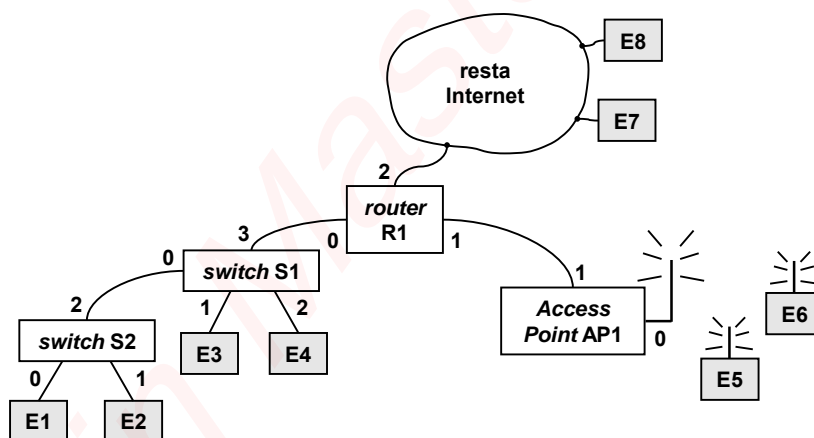 E8
resta
Internet
E7
2
router
R1
0
1
3
0
switch S1
1
2
1
Access
Point AP1
0
E6
E5
2
switch S2
E3
E4
0
1
E1
E2